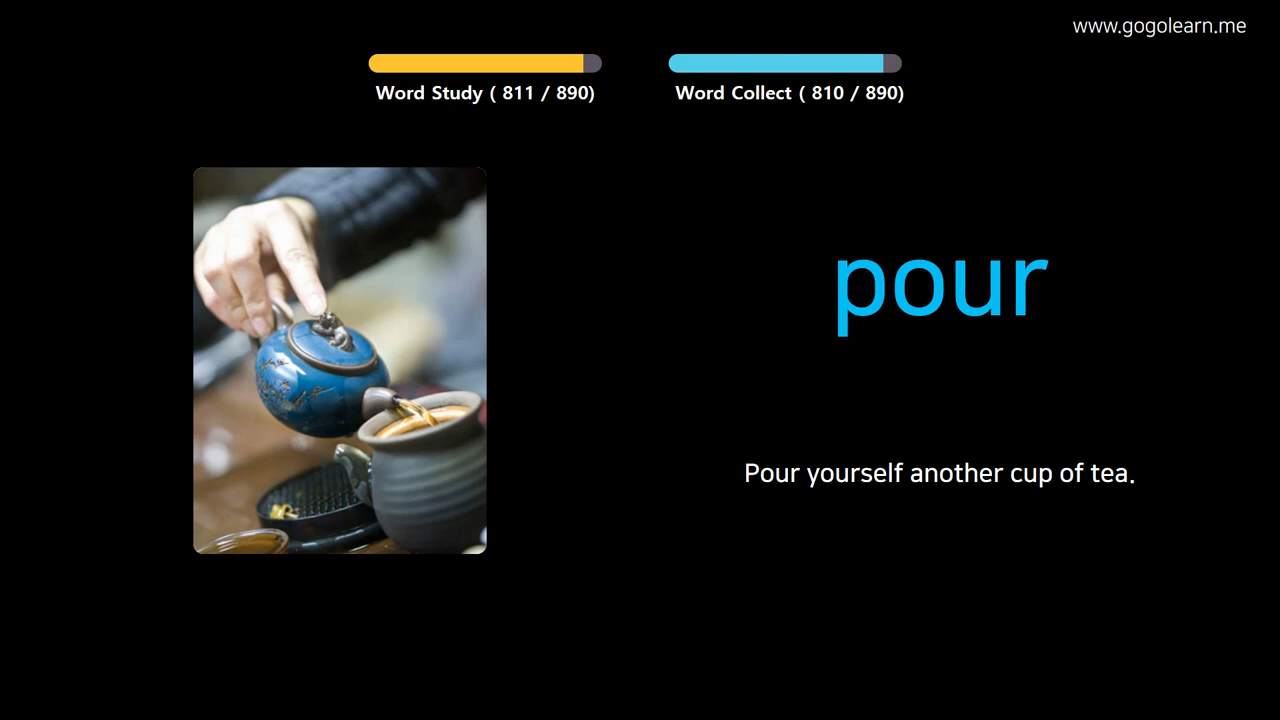 www.gogolearn.me
Word Study ( 811 / 890)
Word Collect ( 810 / 890)
pour
Pour yourself another cup of tea.